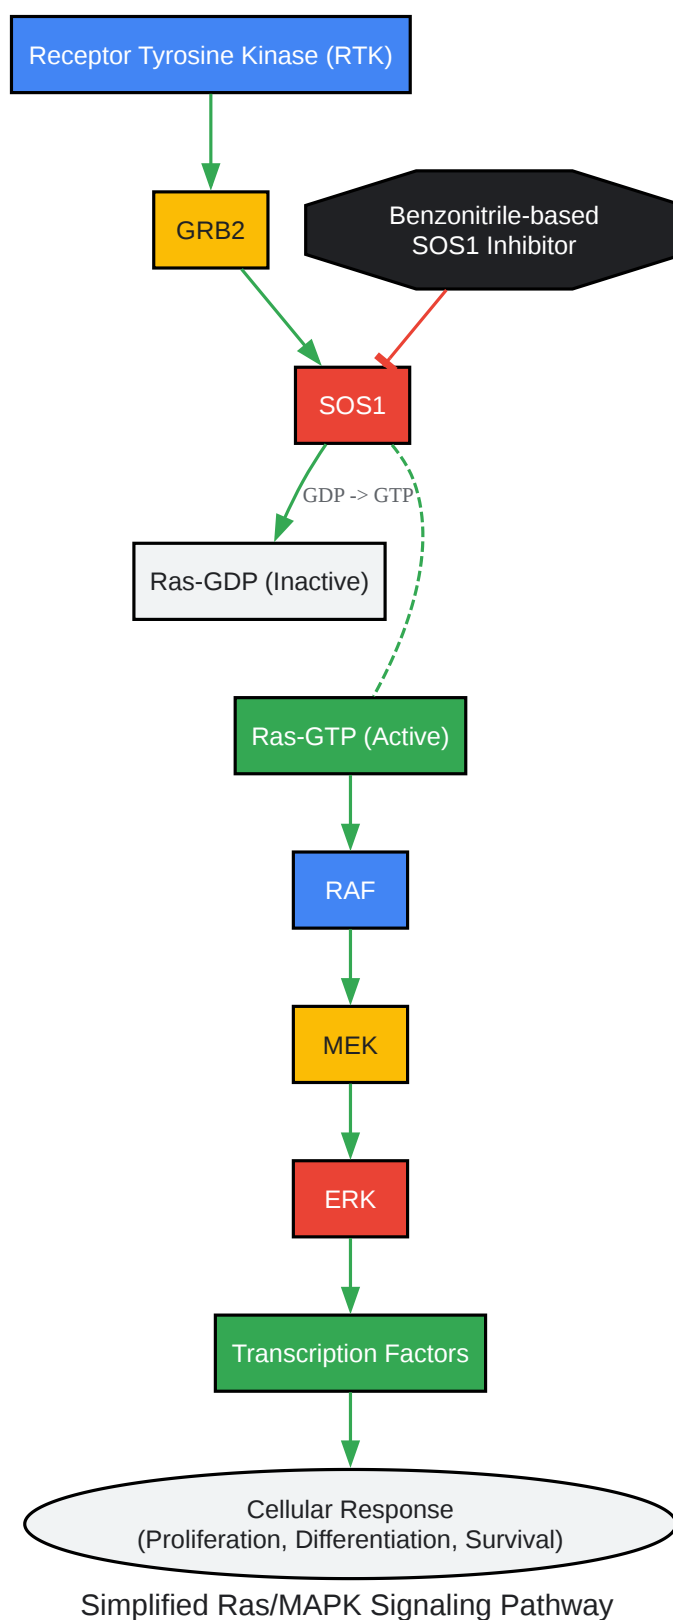 Receptor Tyrosine Kinase (RTK)
GRB2
Benzonitrile-based
SOS1 Inhibitor
SOS1
GDP -> GTP
Ras-GDP (Inactive)
Ras-GTP (Active)
RAF
MEK
ERK
Transcription Factors
Cellular Response
(Proliferation, Differentiation, Survival)
Simplified Ras/MAPK Signaling Pathway